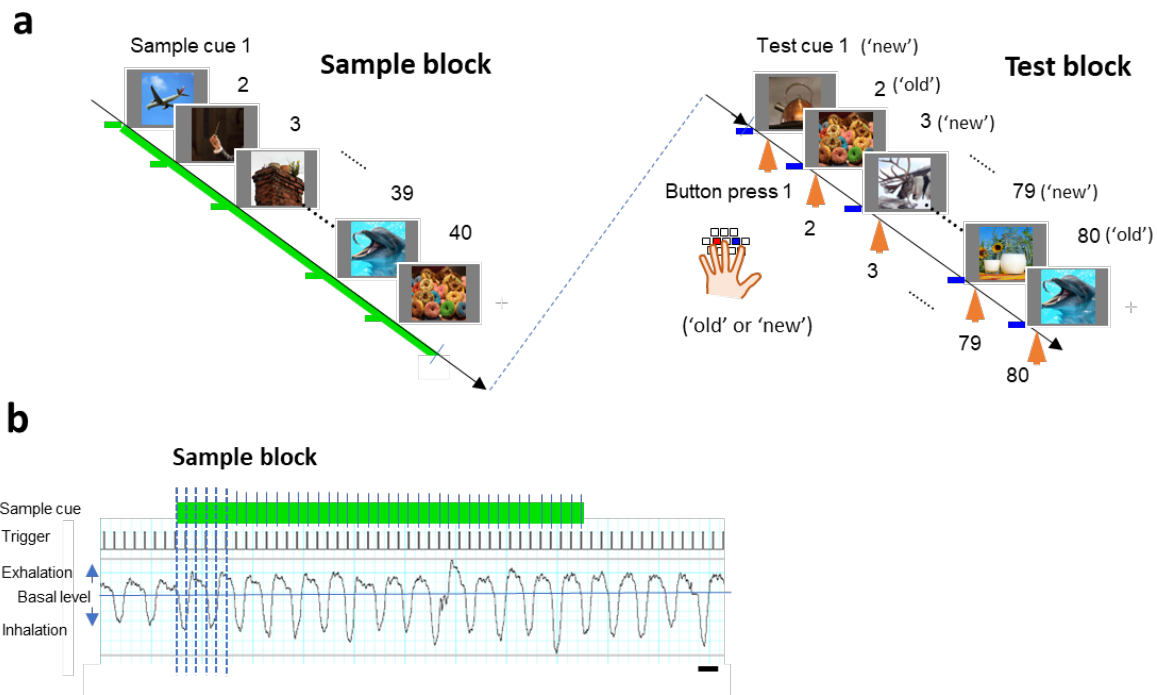 a
Sample cue 1
2
3
39
40
Sample block
Test cue 1 ('new')
2 ('old')
3 ('new')
79 ('new')
80 ('old')
Test block
Button press 1
2
3
79
80
('old' or 'new')
b
Sample block
Sample cue
Trigger
Exhalation
Basal level
Inhalation